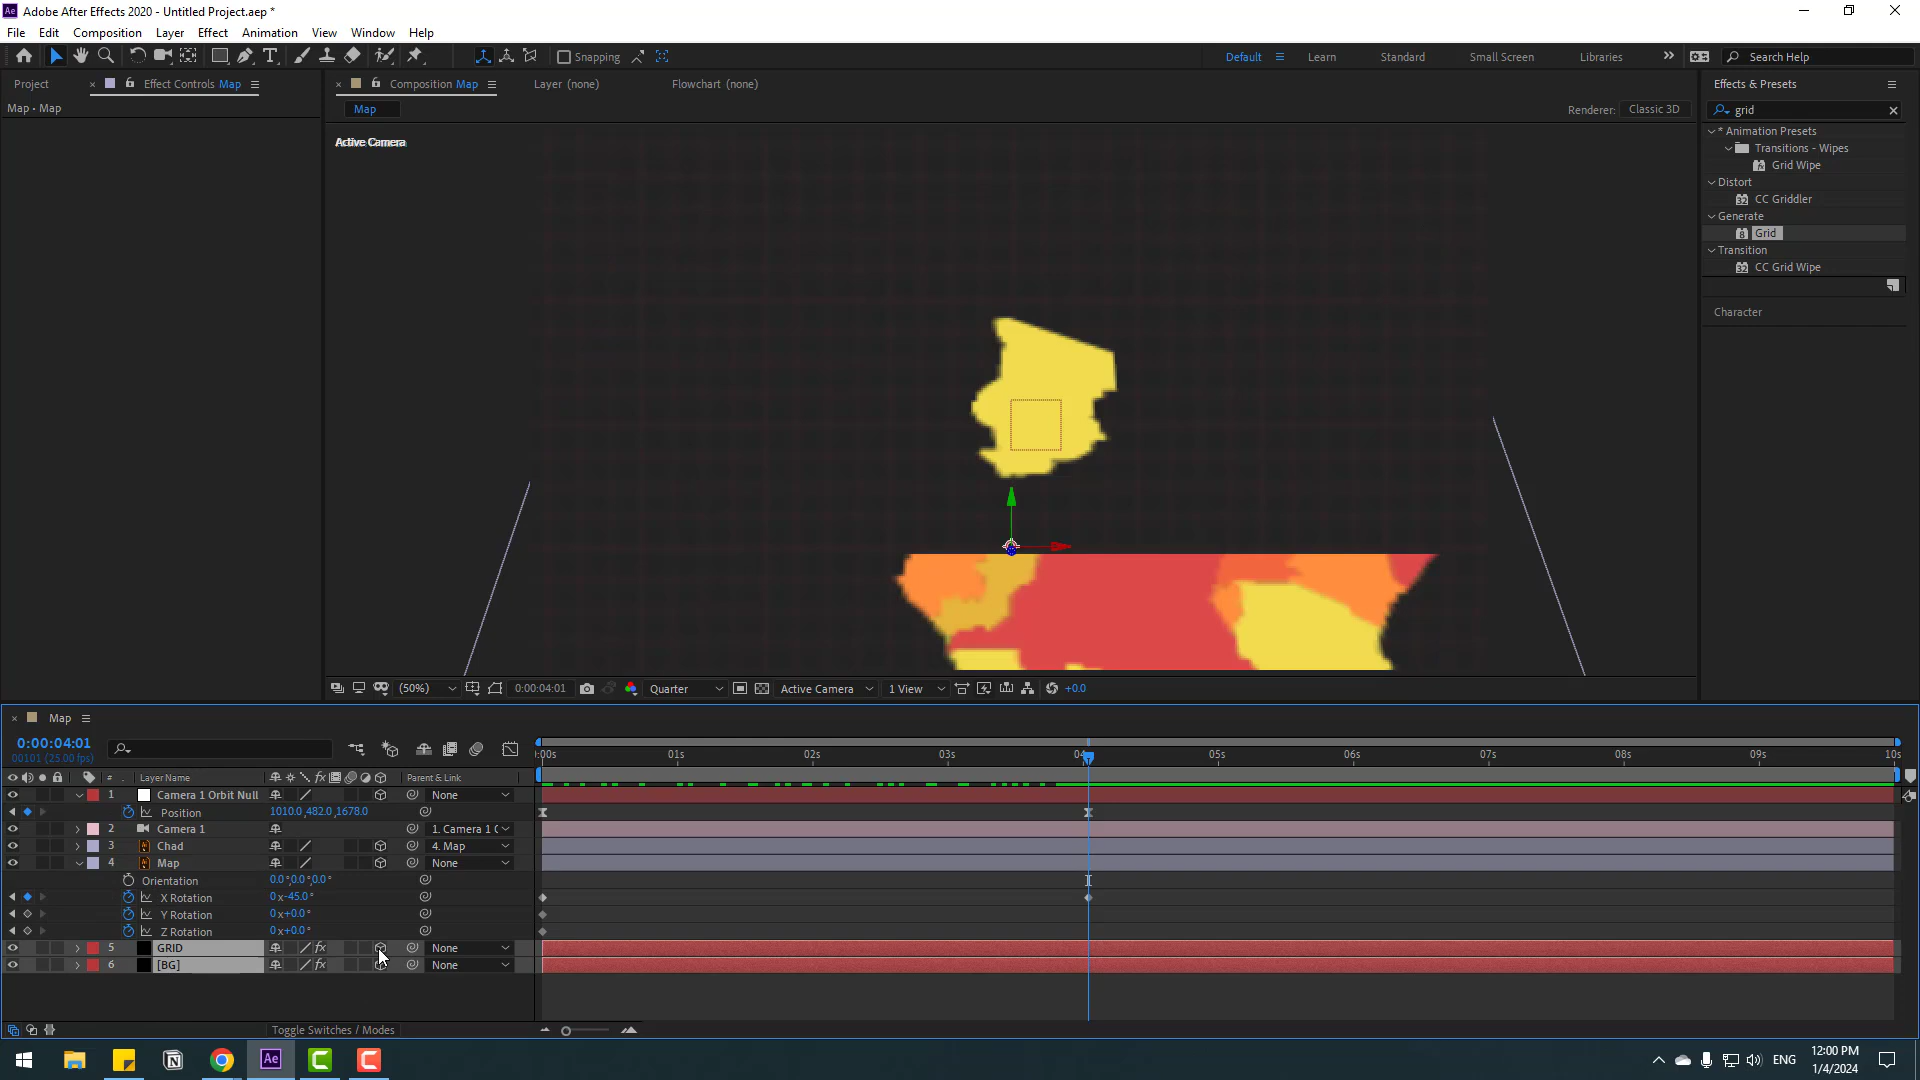 Adobe After Effects 2020 - Untitled Project.aep *
File Edit Composition Layer Effect Animation View Window Help
Snapping
Default Learn Standard Small Screen Libraries Search Help
Project Effect Controls Map Composition Map Layer (none) Flowchart (none) Effects & Presets
Map • Map
Map Renderer: Classic 3D
grid
Active Camera
* Animation Presets
Transitions - Wipes
Grid Wipe
Distort
CC Griddler
Generate
Grid
Transition
CC Grid Wipe
Character
(50%) 0:00:04:01 Quarter Active Camera 1 View +0.0
Map
0:00:04:01
00101 (25.00 fps)
:00s 01s 02s 03s 04s 05s 06s 07s 08s 09s 10s
# Layer Name Parent & Link
1 Camera 1 Orbit Null None
Position 1010.0,482.0,1678.0
2 Camera 1 1. Camera 1 (
3 Chad 4. Map
4 Map None
Orientation 0.0°,0.0°,0.0°
X Rotation 0x-45.0°
Y Rotation 0x+0.0°
Z Rotation 0x+0.0°
5 GRID fx None
6 [BG] fx None
Toggle Switches / Modes
Ae ENG 12:00 PM
1/4/2024